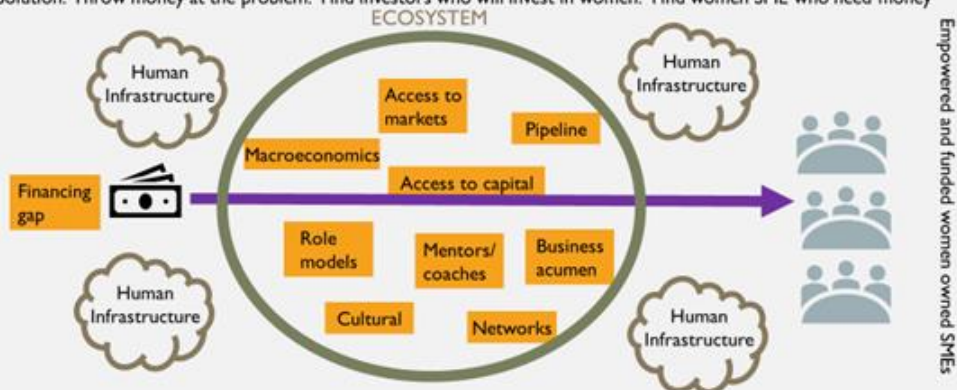 solution: Throw money at the problem. Find investors who will invest in women. Find women SME who need money
ECOSYSTEM
Human
Infrastructure
Human
Infrastructure
Access to
markets
Pipeline
Macroeconomics
Access to capital
Financing
gap
Role
models
Mentors/
coaches
Business
acumen
Human
Infrastructure
Cultural
Networks
Human
Infrastructure
Empowered and funded women owned SMEs